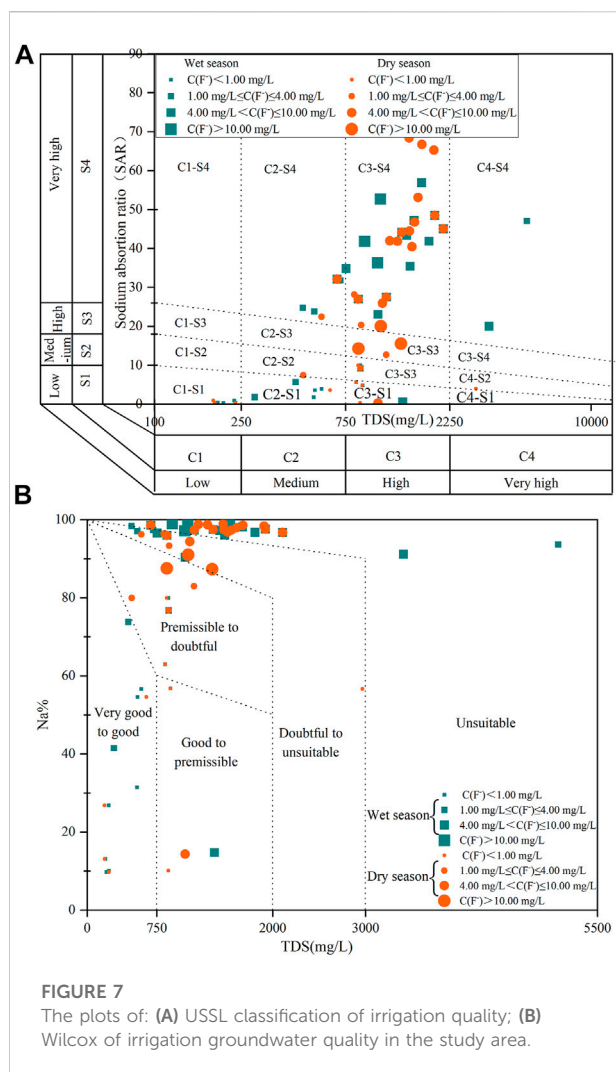 A
Very high
High
Med
-ium
Low
S4
S3
S2
S1
Sodium absortion ratio（SAR）
90
80
70
60
50
40
30
20
10
0
Wet season
C(F⁻)＜1.00 mg/L
1.00 mg/L≤C(F⁻)≤4.00 mg/L
4.00 mg/L＜C(F⁻)≤10.00 mg/L
C(F⁻)＞10.00 mg/L
Dry season
C(F⁻)＜1.00 mg/L
1.00 mg/L≤C(F⁻)≤4.00 mg/L
4.00 mg/L＜C(F⁻)≤10.00 mg/L
C(F⁻)＞10.00 mg/L
C1-S4
C2-S4
C3-S4
C4-S4
C1-S3
C2-S3
C3-S3
C3-S4
C1-S2
C2-S2
C3-S3
C4-S2
C1-S1
C2-S1
C3-S1
C4-S1
100
250
750
TDS(mg/L)
2250
10000
C1
C2
C3
C4
Low
Medium
High
Very high
B
Na%
100
80
60
40
20
0
Premissible to
doubtful
Very good
to good
Good to
premissible
Doubtful to
unsuitable
Unsuitable
Wet season
C(F⁻)＜1.00 mg/L
1.00 mg/L≤C(F⁻)≤4.00 mg/L
4.00 mg/L＜C(F⁻)≤10.00 mg/L
C(F⁻)＞10.00 mg/L
Dry season
C(F⁻)＜1.00 mg/L
1.00 mg/L≤C(F⁻)≤4.00 mg/L
4.00 mg/L＜C(F⁻)≤10.00 mg/L
C(F⁻)＞10.00 mg/L
0
750
2000
3000
5500
TDS(mg/L)
FIGURE 7
The plots of: (A) USSL classification of irrigation quality; (B)
Wilcox of irrigation groundwater quality in the study area.